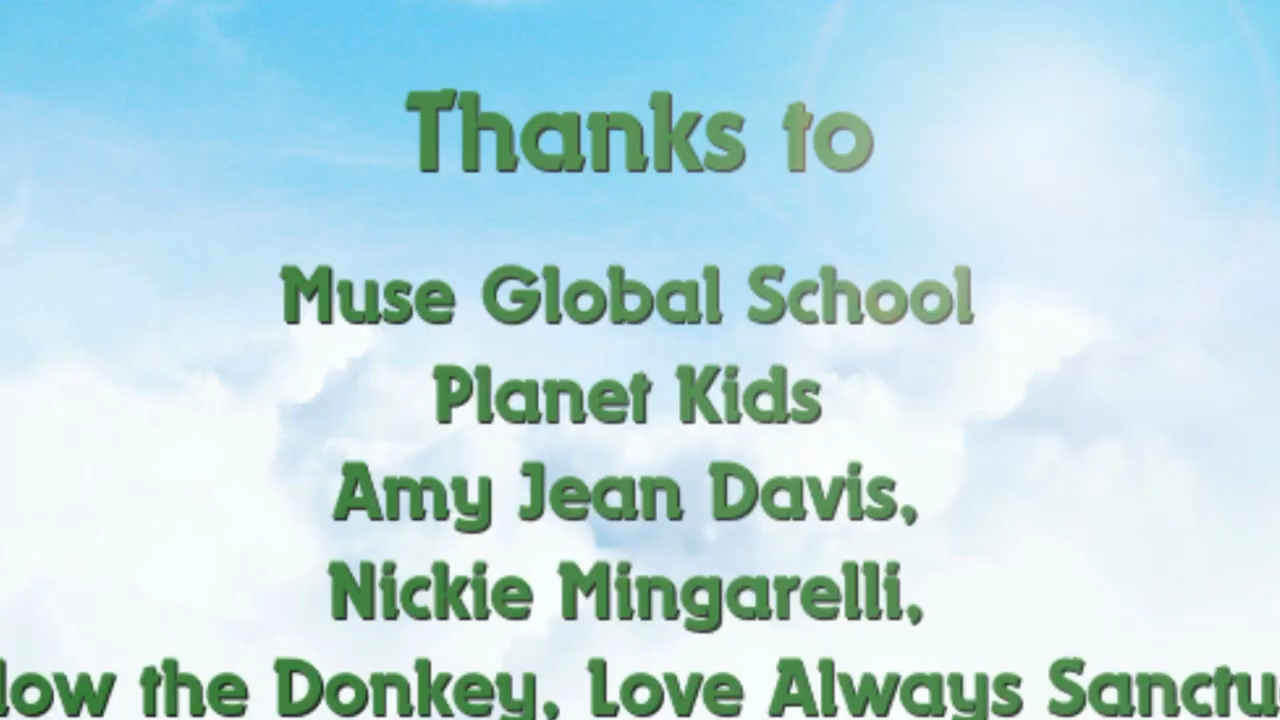 Thanks to
Muse Global School
Planet Kids
Amy Jean Davis,
Nickie Mingarelli,
the Donkey, Love Always